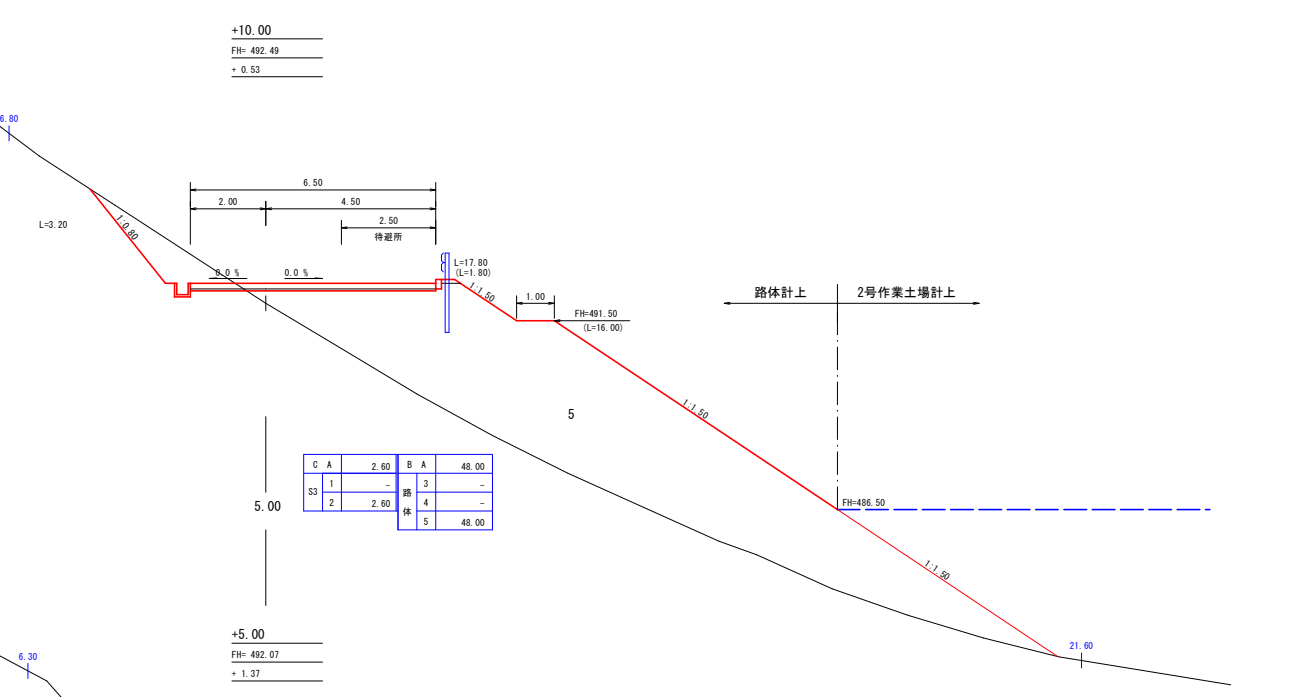 +10.00
FH= 492.49
+ 0.53
6.80
6.50
2.00
4.50
2.50
待避所
L=3.20
1:0.80
0.0 %
0.0 %
L=17.80
(L=1.80)
1:1.50
1.00
FH=491.50
(L=16.00)
路体計上
2号作業土場計上
1:1.50
5
C A 2.60 B A 48.00
S3 1 - 路体 3 -
2 2.60 4 -
5 48.00
5.00
FH=486.50
1:1.50
+5.00
FH= 492.07
+ 1.37
6.30
21.60